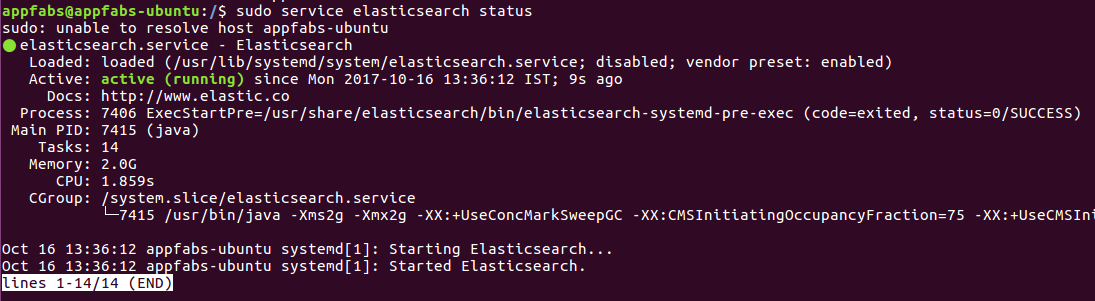 appfabs@appfabs-ubuntu:/$ sudo service elasticsearch status
sudo: unable to resolve host appfabs-ubuntu
● elasticsearch.service - Elasticsearch
   Loaded: loaded (/usr/lib/systemd/system/elasticsearch.service; disabled; vendor preset: enabled)
   Active: active (running) since Mon 2017-10-16 13:36:12 IST; 9s ago
     Docs: http://www.elastic.co
  Process: 7406 ExecStartPre=/usr/share/elasticsearch/bin/elasticsearch-systemd-pre-exec (code=exited, status=0/SUCCESS)
 Main PID: 7415 (java)
    Tasks: 14
   Memory: 2.0G
      CPU: 1.859s
   CGroup: /system.slice/elasticsearch.service
           └─7415 /usr/bin/java -Xms2g -Xmx2g -XX:+UseConcMarkSweepGC -XX:CMSInitiatingOccupancyFraction=75 -XX:+UseCMSIni

Oct 16 13:36:12 appfabs-ubuntu systemd[1]: Starting Elasticsearch...
Oct 16 13:36:12 appfabs-ubuntu systemd[1]: Started Elasticsearch.
lines 1-14/14 (END)